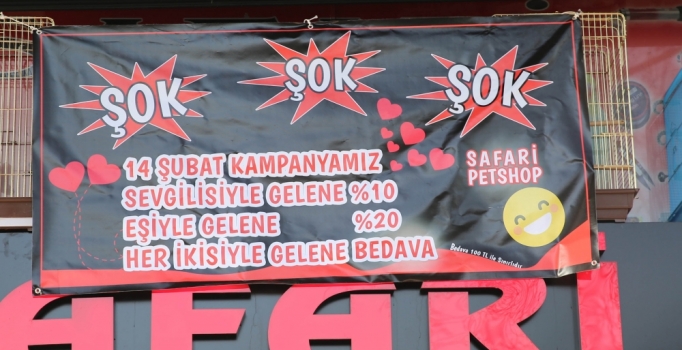 ŞOK ŞOK ŞOK
14 ŞUBAT KAMPANYAMIZ
SEVGİLİSİYLE GELENE %10
EŞİYLE GELENE %20
HER İKİSİYLE GELENE BEDAVA
SAFARİ
PETSHOP
Bedava 100 TL ile Sınırlıdır
AFARİ